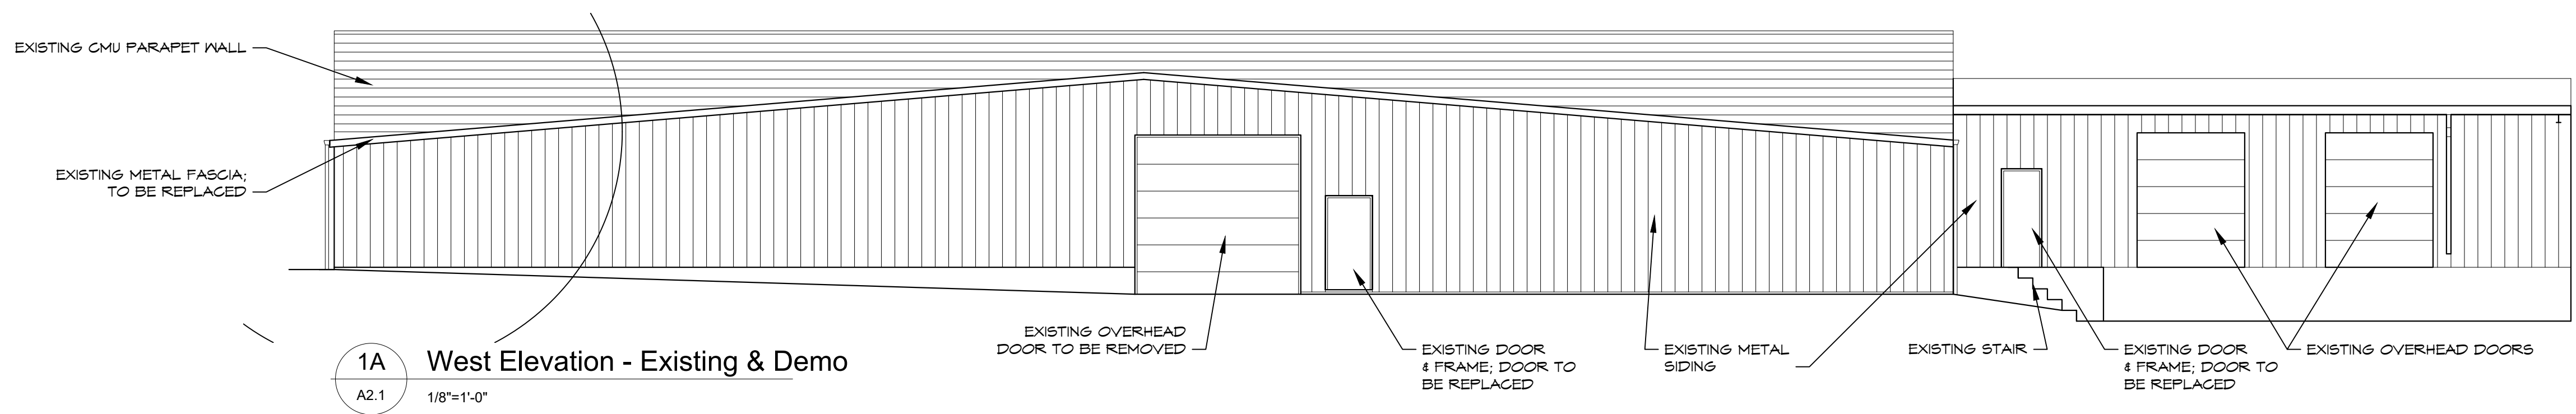 EXISTING CMU PARAPET WALL
EXISTING METAL FASCIA;
TO BE REPLACED
EXISTING OVERHEAD
DOOR TO BE REMOVED
EXISTING DOOR
& FRAME; DOOR TO
BE REPLACED
EXISTING METAL
SIDING
EXISTING STAIR
EXISTING DOOR
& FRAME; DOOR TO
BE REPLACED
EXISTING OVERHEAD DOORS
1A
A2.1
West Elevation - Existing & Demo
1/8"=1'-0"